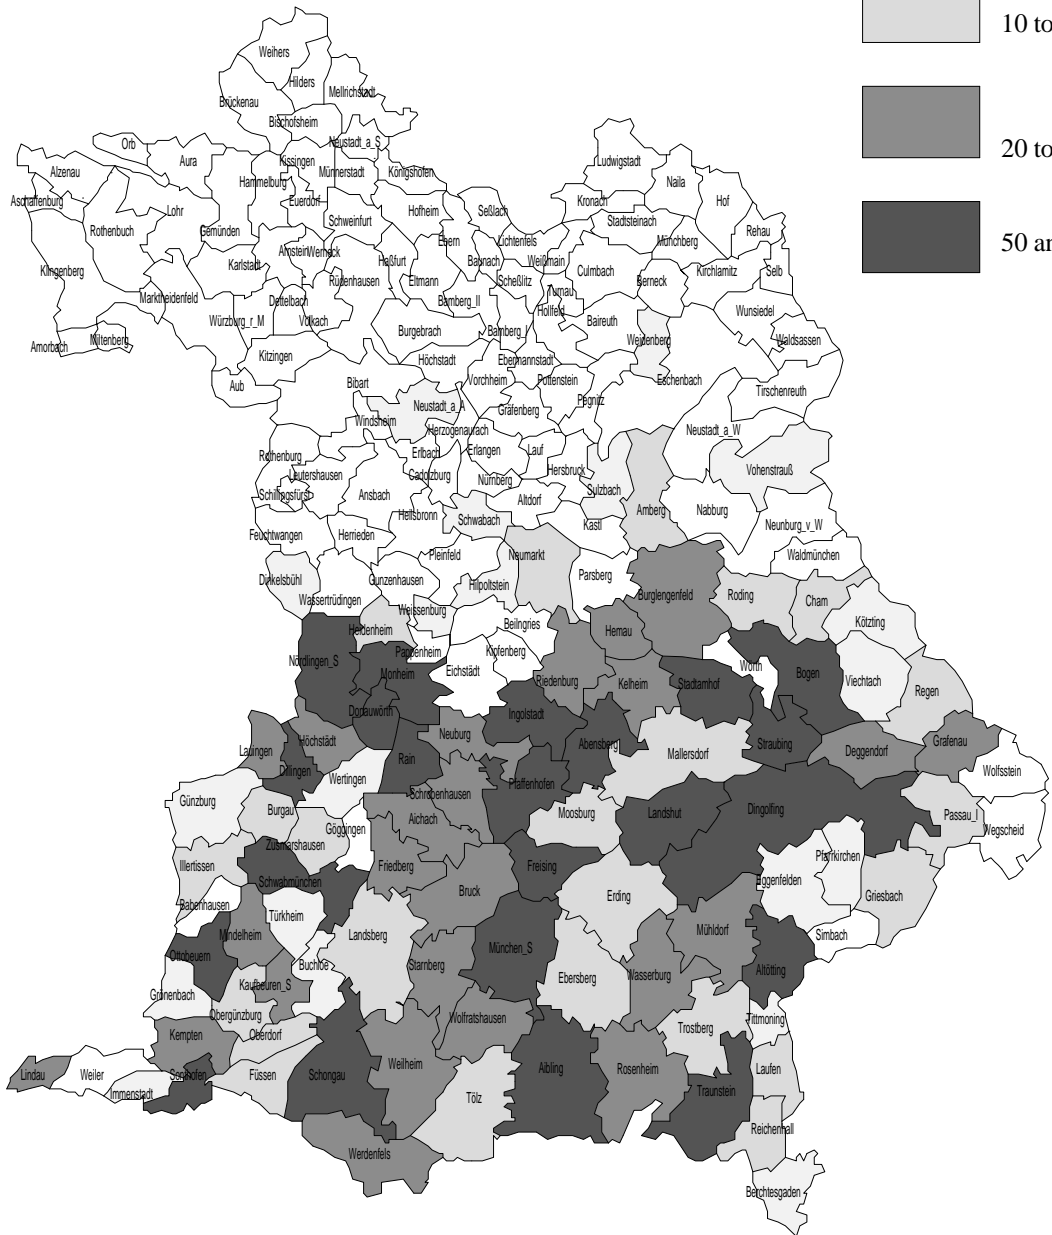 10 to
20 to
50 an
Weihers
Hilders
Mellrichstadt
Brückenau
Bischofsheim
Orb
Neustadt_a_S
Aura
Kissingen
Alzenau
Münnerstadt
Königshofen
Ludwigstadt
Hammelburg
Naila
Aschaffenburg
Euerdorf
Kronach
Hof
Lohr
Hofheim
Seßlach
Schweinfurt
Stadtsteinach
Rothenbuch
Gemünden
Rehau
Ebern
Lichtenfels
Münchberg
Arnstein
Werneck
Karlstadt
Haßfurt
Baunach
Weißmain
Klingenberg
Culmbach
Kirchlamitz
Selb
Rüdenhausen
Eltmann
Scheßlitz
Berneck
Marktheidenfeld
Dettelbach
Bamberg_II
Turnau
Hollfeld
Wunsiedel
Würzburg_r_M
Volkach
Baireuth
Burgebrach
Bamberg_I
Amorbach
Miltenberg
Weidenberg
Waldsassen
Kitzingen
Höchstadt
Ebermannstadt
Aub
Bibart
Vorchheim
Pottenstein
Eschenbach
Tirschenreuth
Pegnitz
Neustadt_a_A
Gräfenberg
Windsheim
Herzogenaurach
Neustadt_a_W
Rothenburg
Erlbach
Erlangen
Lauf
Hersbruck
Vohenstrauß
Leutershausen
Cadolzburg
Nürnberg
Schillingsfürst
Ansbach
Sulzbach
Altdorf
Amberg
Nabburg
Heilsbronn
Schwabach
Kastl
Neunburg_v_W
Feuchtwangen
Herrieden
Pleinfeld
Neumarkt
Waldmünchen
Parsberg
Dinkelsbühl
Gunzenhausen
Hilpoltstein
Wassertrüdingen
Burglengenfeld
Roding
Cham
Weissenburg
Beilngries
Kötzting
Heidenheim
Hemau
Pappenheim
Kipfenberg
Nördlingen_S
Monheim
Eichstädt
Riedenburg
Kelheim
Stadtamhof
Wörth
Bogen
Viechtach
Regen
Donauwörth
Ingolstadt
Neuburg
Abensberg
Straubing
Grafenau
Lauingen
Höchstädt
Rain
Mallersdorf
Deggendorf
Dillingen
Wertingen
Pfaffenhofen
Wolfsstein
Schrobenhausen
Günzburg
Burgau
Aichach
Moosburg
Landshut
Dingolfing
Passau_I
Wegscheid
Göggingen
Zusmarshausen
Pfarrkirchen
Illertissen
Friedberg
Freising
Schwabmünchen
Bruck
Eggenfelden
Erding
Griesbach
Babenhausen
Türkheim
Mindelheim
Landsberg
Mühldorf
Simbach
Ottobeuern
München_S
Buchloe
Starnberg
Ebersberg
Wasserburg
Altötting
Kaufbeuren_S
Grönenbach
Obergünzburg
Wolfratshausen
Tittmoning
Kempten
Oberdorf
Trostberg
Lindau
Weiler
Sonthofen
Füssen
Schongau
Weilheim
Aibling
Rosenheim
Laufen
Immenstadt
Tölz
Traunstein
Reichenhall
Werdenfels
Berchtesgaden